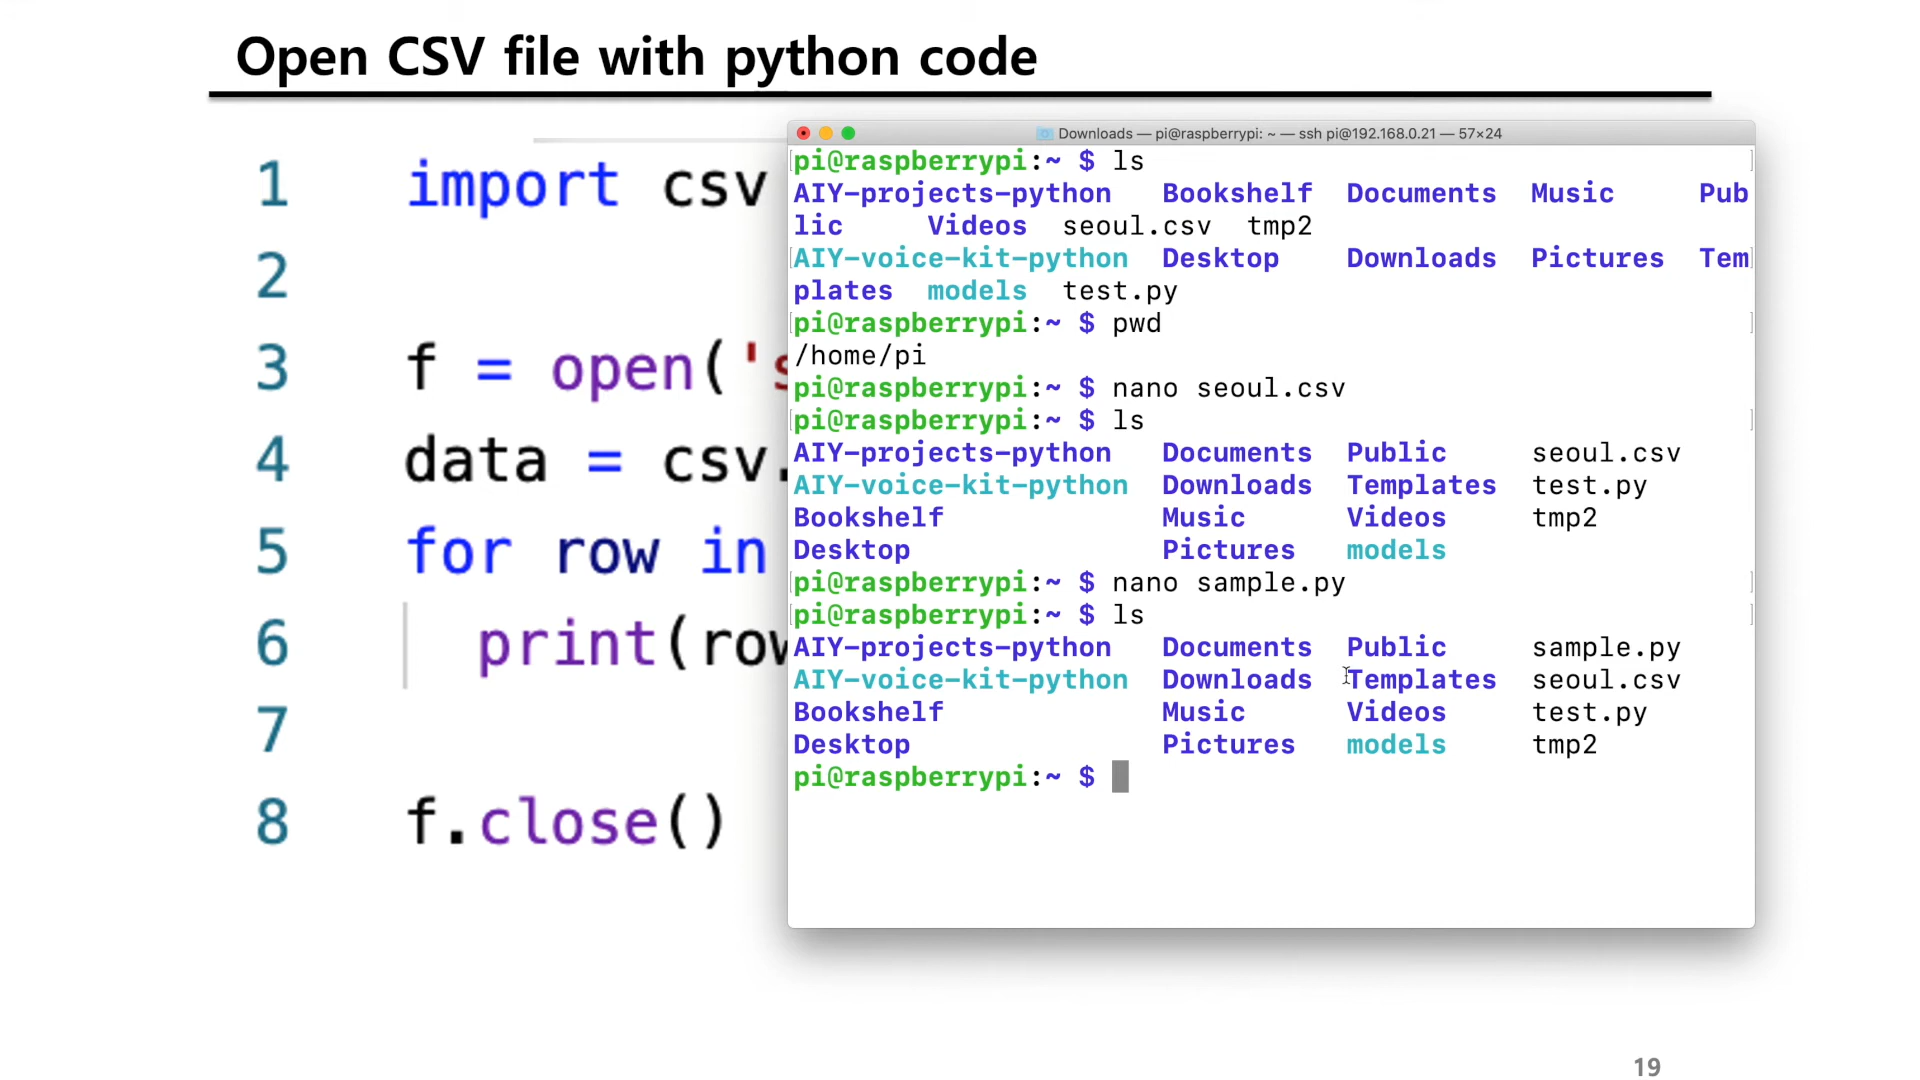 Open CSV file with python code
1 import csv
2
3 f = open('s
4 data = csv.
5 for row in
6 print(row
7
8 f.close()
Downloads — pi@raspberrypi: ~ — ssh pi@192.168.0.21 — 57×24
pi@raspberrypi:~ $ ls
AIY-projects-python Bookshelf Documents Music Pub
lic Videos seoul.csv tmp2
AIY-voice-kit-python Desktop Downloads Pictures Tem
plates models test.py
pi@raspberrypi:~ $ pwd
/home/pi
pi@raspberrypi:~ $ nano seoul.csv
pi@raspberrypi:~ $ ls
AIY-projects-python Documents Public seoul.csv
AIY-voice-kit-python Downloads Templates test.py
Bookshelf Music Videos tmp2
Desktop Pictures models
pi@raspberrypi:~ $ nano sample.py
pi@raspberrypi:~ $ ls
AIY-projects-python Documents Public sample.py
AIY-voice-kit-python Downloads Templates seoul.csv
Bookshelf Music Videos test.py
Desktop Pictures models tmp2
pi@raspberrypi:~ $
19